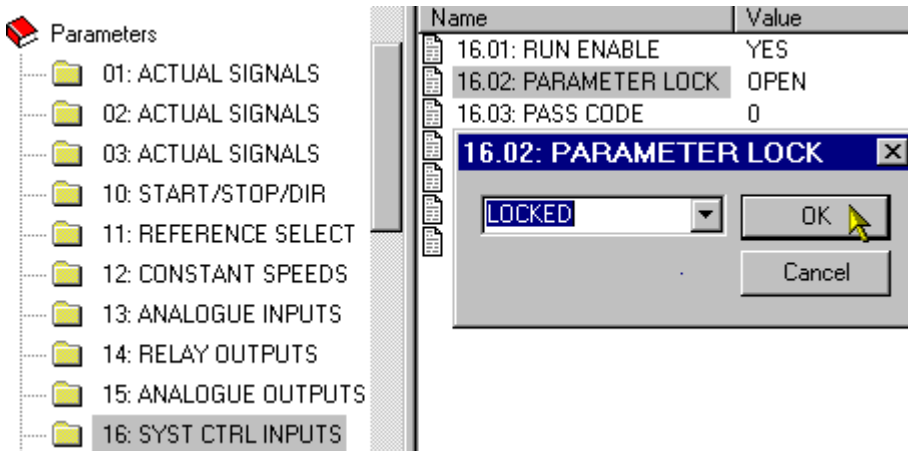 Parameters
01: ACTUAL SIGNALS
02: ACTUAL SIGNALS
03: ACTUAL SIGNALS
10: START/STOP/DIR
11: REFERENCE SELECT
12: CONSTANT SPEEDS
13: ANALOGUE INPUTS
14: RELAY OUTPUTS
15: ANALOGUE OUTPUTS
16: SYST CTRL INPUTS
Name Value
16.01: RUN ENABLE YES
16.02: PARAMETER LOCK OPEN
16.03: PASS CODE 0
16.02: PARAMETER LOCK
LOCKED OK
Cancel